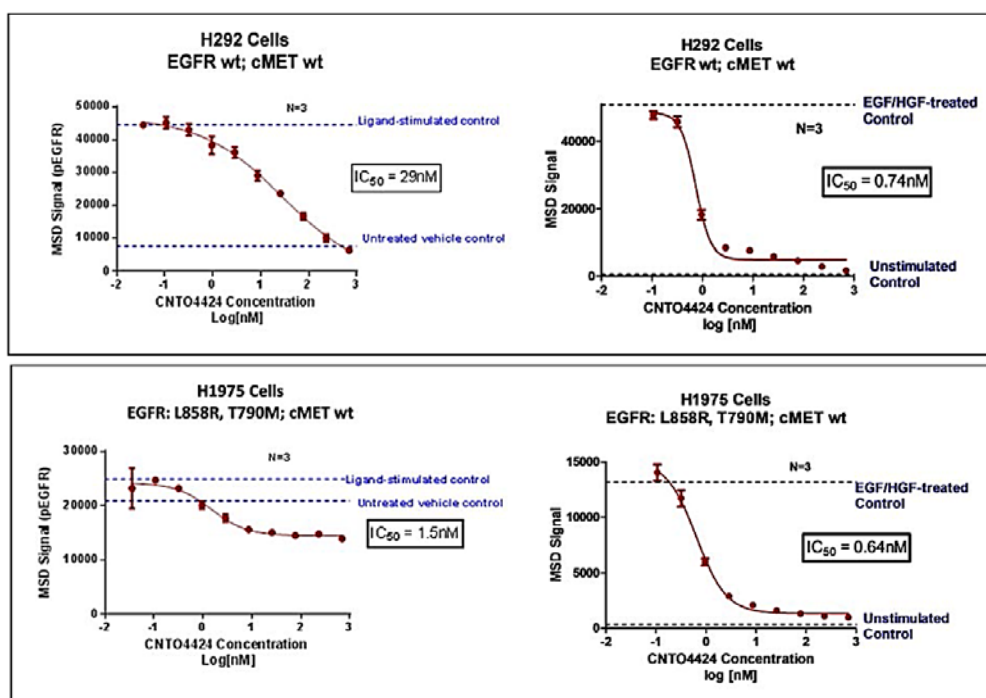 H292 Cells
EGFR wt; cMET wt
50000
40000
30000
20000
10000
0
MSD Signal (pEGFR)
N=3
Ligand-stimulated control
IC50 = 29nM
Untreated vehicle control
-2
-1
0
1
2
3
CNTO4424 Concentration
Log[nM]
H292 Cells
EGFR wt; cMET wt
40000
20000
0
MSD Signal
EGF/HGF-treated
Control
N=3
IC50 = 0.74nM
Unstimulated
Control
-2
-1
0
1
2
3
CNTO4424 Concentration
log [nM]
H1975 Cells
EGFR: L858R, T790M; cMET wt
30000
20000
10000
0
MSD Signal (pEGFR)
N=3
Ligand-stimulated control
Untreated vehicle control
IC50 = 1.5nM
-2
-1
0
1
2
3
CNTO4424 Concentration
Log[nM]
H1975 Cells
EGFR: L858R, T790M; cMET wt
15000
10000
5000
0
MSD Signal
N=3
EGF/HGF-treated
Control
IC50 = 0.64nM
Unstimulated
Control
-2
-1
0
1
2
3
CNTO4424 Concentration
log [nM]